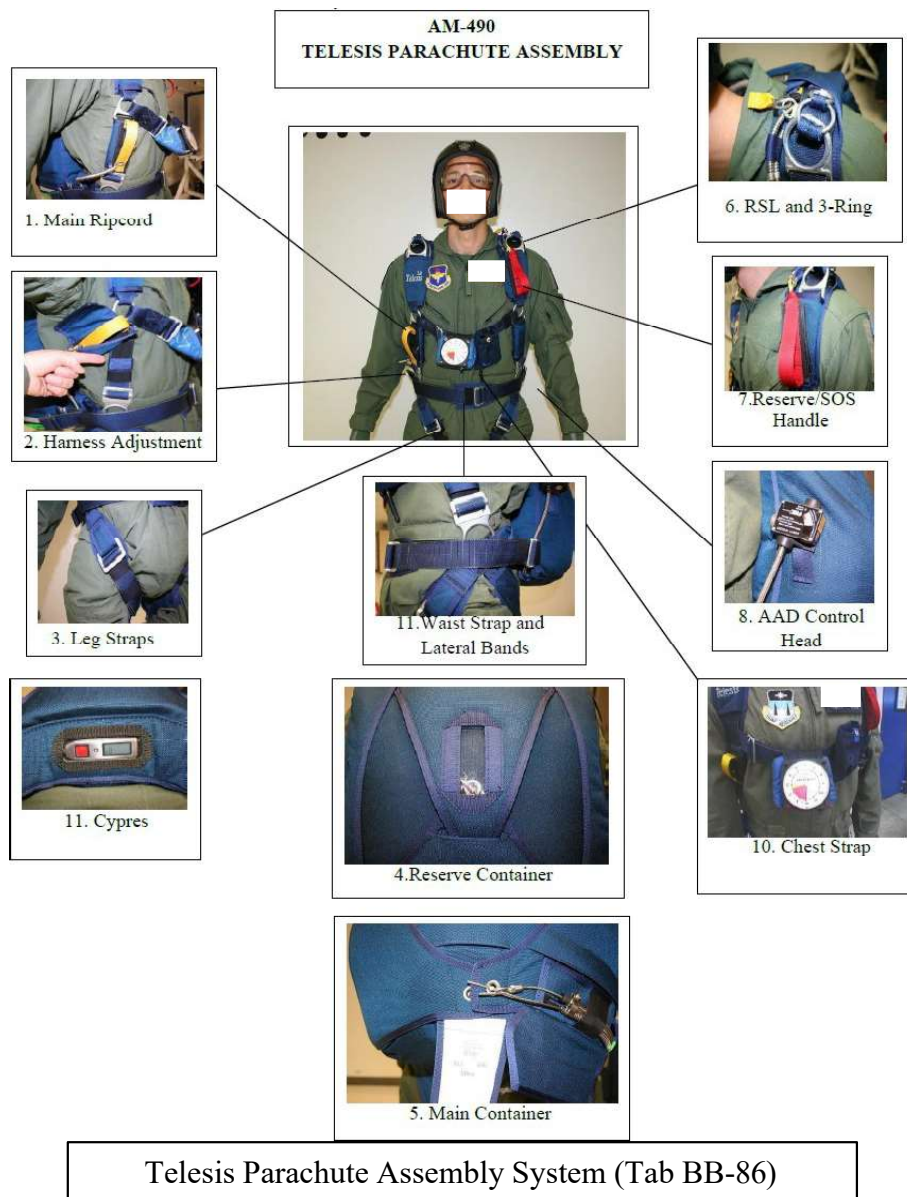 AM-490
TELESIS PARACHUTE ASSEMBLY
1. Main Ripcord
6. RSL and 3-Ring
Telesis
2. Harness Adjustment
7.Reserve/SOS
Handle
3. Leg Straps
11.Waist Strap and
Lateral Bands
8. AAD Control
Head
11. Cypres
4.Reserve Container
Telesis
10. Chest Strap
5. Main Container
Telesis Parachute Assembly System (Tab BB-86)